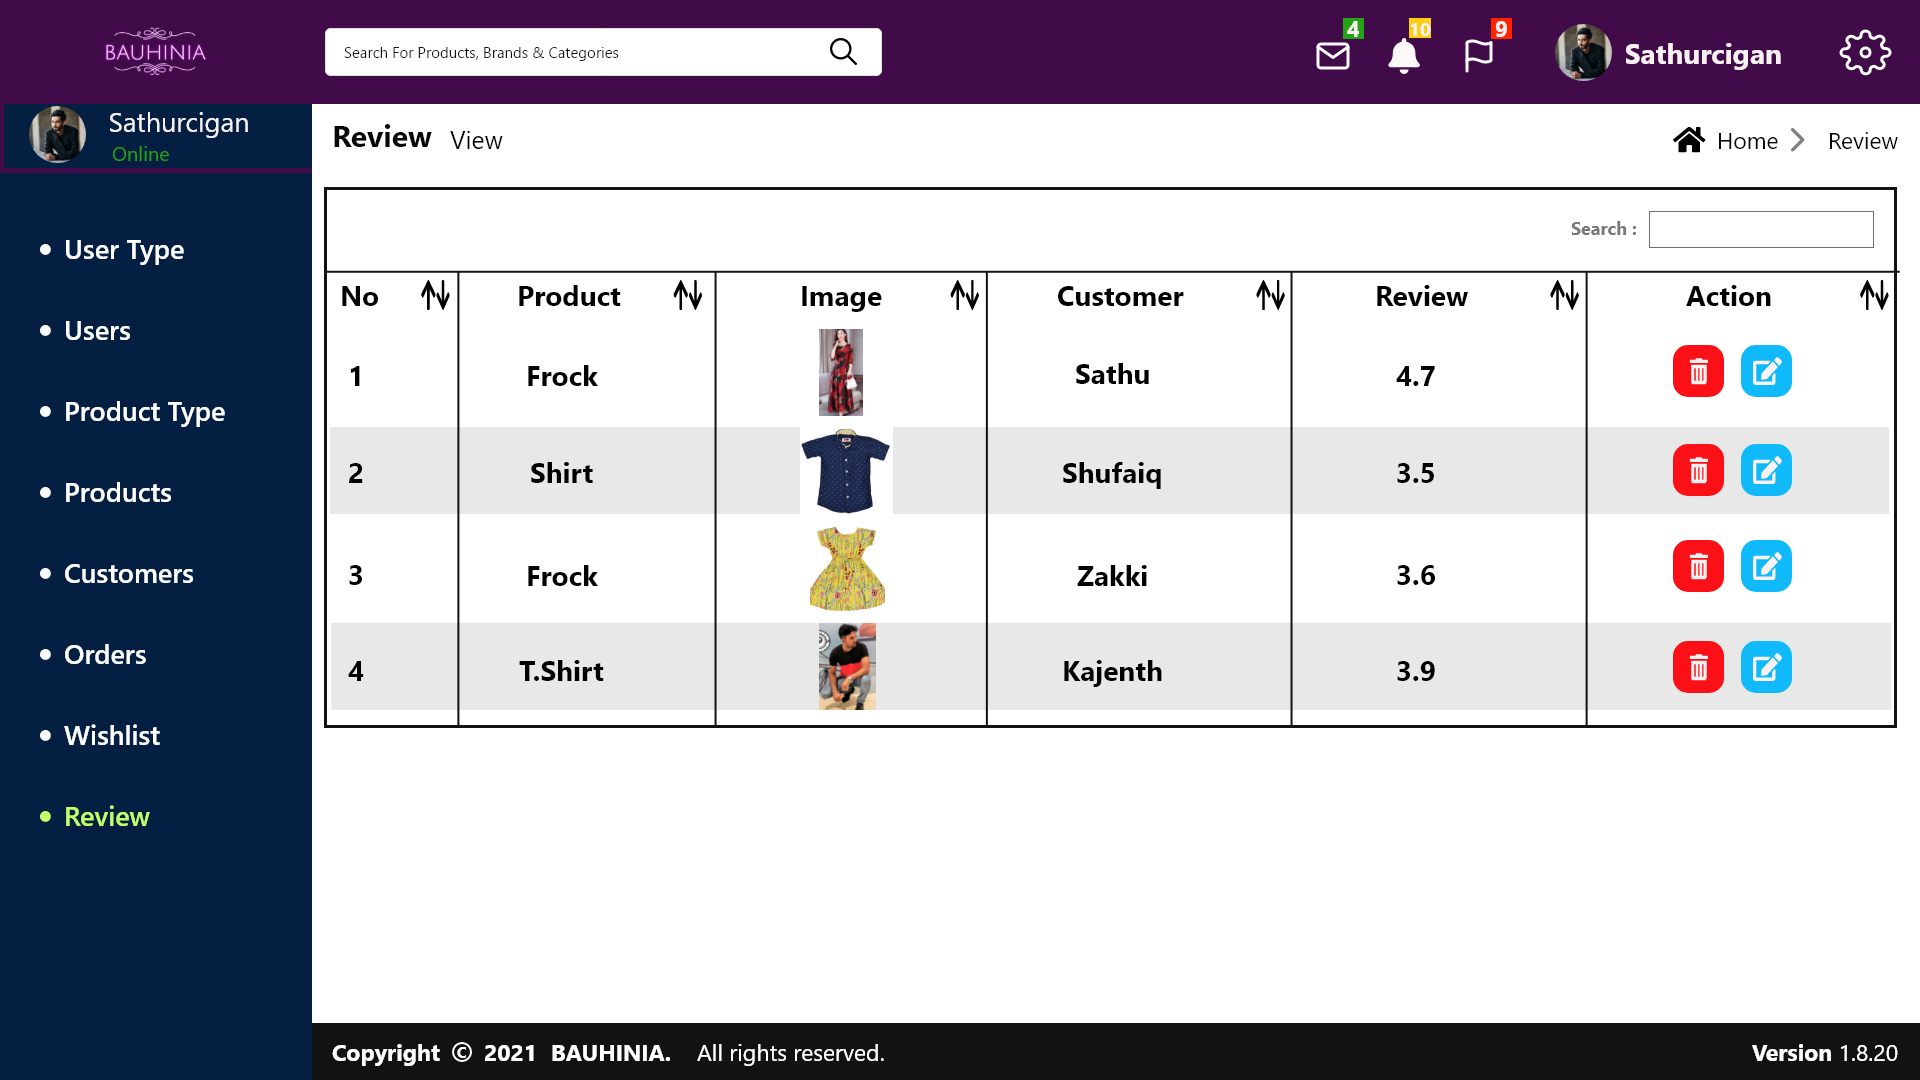 BAUHINIA
Search For Products, Brands & Categories
4
10
9
Sathurcigan
Sathurcigan
Online
Review View
Home Review
User Type
Users
Product Type
Products
Customers
Orders
Wishlist
Review
Search :
No Product Image Customer Review Action
1 Frock Sathu 4.7
2 Shirt Shufaiq 3.5
3 Frock Zakki 3.6
4 T.Shirt Kajenth 3.9
Copyright © 2021 BAUHINIA. All rights reserved.
Version 1.8.20